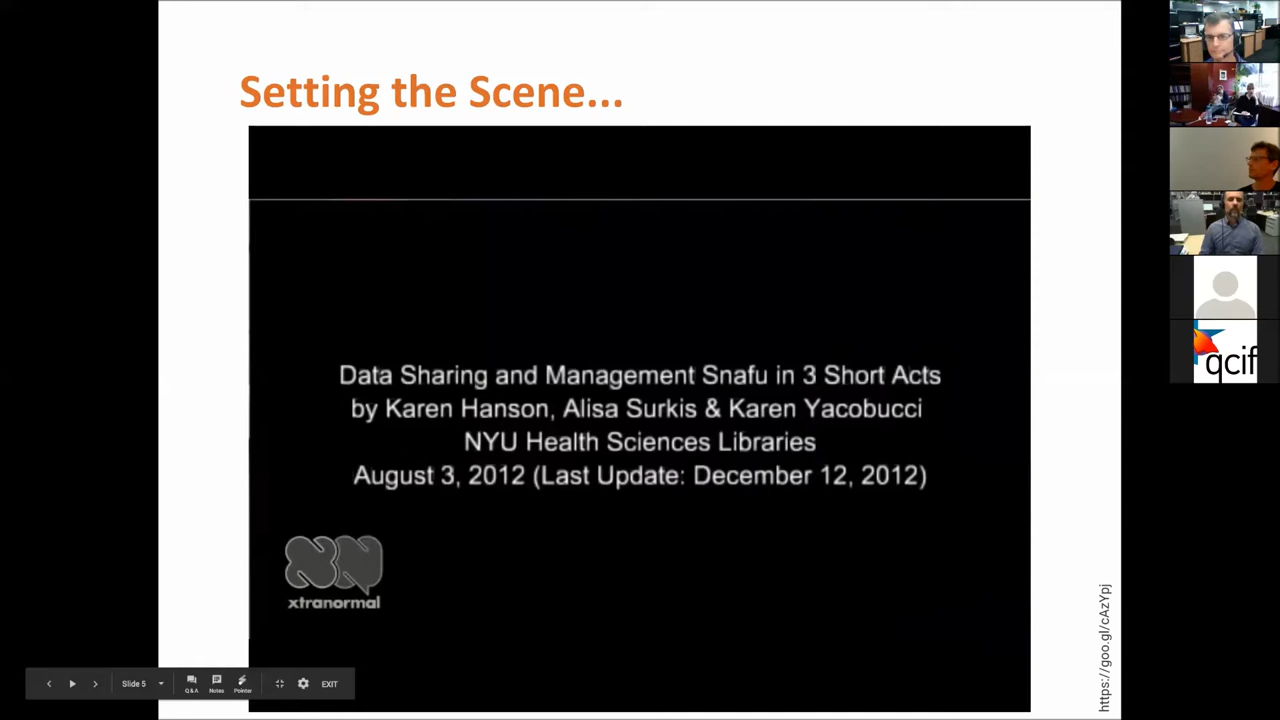 Setting the Scene...
Data Sharing and Management Snafu in 3 Short Acts
by Karen Hanson, Alisa Surkis & Karen Yacobucci
NYU Health Sciences Libraries
August 3, 2012 (Last Update: December 12, 2012)
xtranormal
https://goo.gl/cAzYpj
qcif
Slide 5
Q&A
Notes
Pointer
EXIT